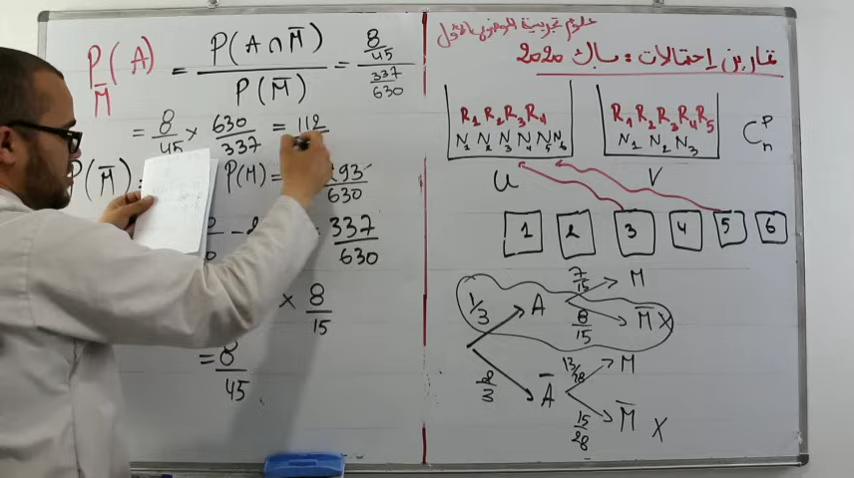 علوم تجريبية الموضوع الأول
تمارين إحتمالات : باك 2020
P_M̄(A) = P(A∩M̄) / P(M̄) = 8/45 / 337/630
= 8/45 × 630/337 = 112
P(M̄) = P(M) = 293/630
337/630
× 8/15
= 8/45
R₁ R₂ R₃ R₄
N₁ N₂ N₃ N₄ N₅ N₆
U
R₁ R₂ R₃ R₄ R₅
N₁ N₂ N₃
V
C_n^P
1 2 3 4 5 6
1/3 A 7/15 M
8/15 M̄ X
2/3 Ā 13/28 M
15/28 M̄ X